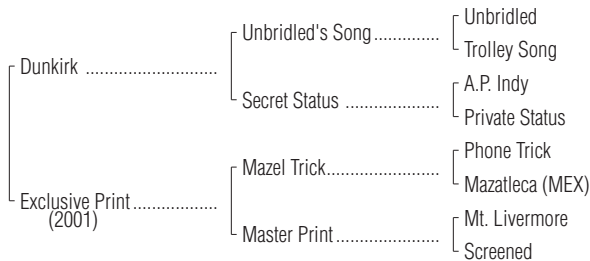 Unbridled
Unbridled's Song
Trolley Song
Dunkirk
A.P. Indy
Secret Status
Private Status
Phone Trick
Mazel Trick
Mazatleca (MEX)
Exclusive Print
(2001)
Mt. Livermore
Master Print
Screened